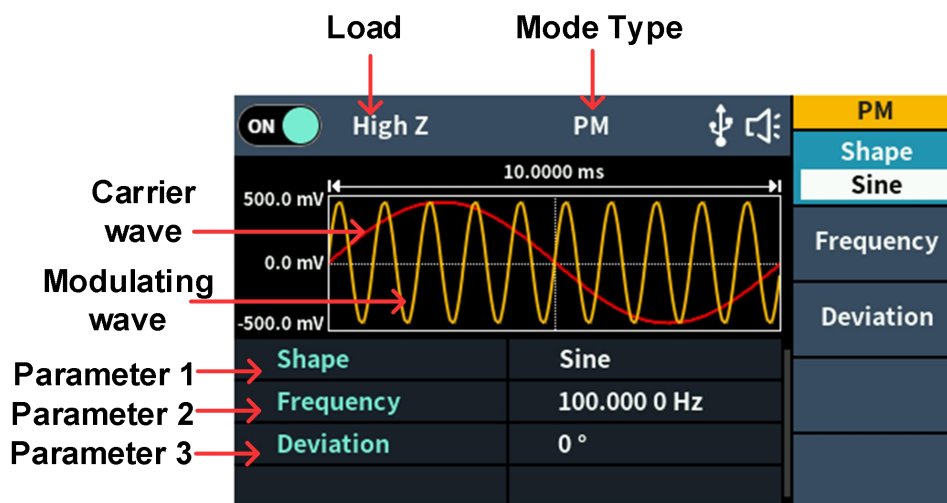 Load
Mode Type
ON
High Z
PM
PM
Shape
Sine
Frequency
Deviation
10.0000 ms
500.0 mV
0.0 mV
-500.0 mV
Carrier
wave
Modulating
wave
Parameter 1
Parameter 2
Parameter 3
Shape Sine
Frequency 100.000 0 Hz
Deviation 0 °